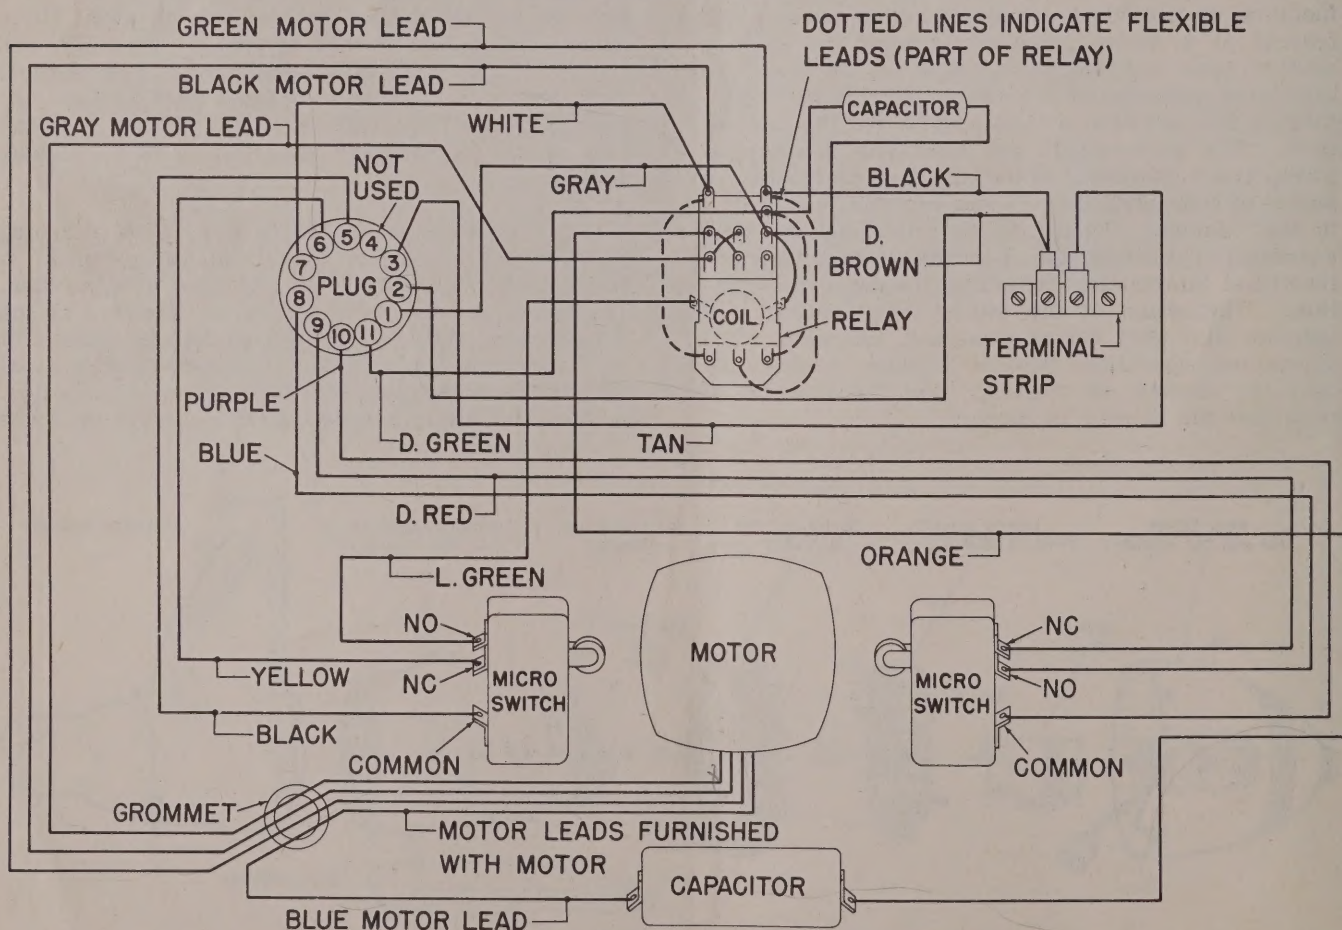 GREEN MOTOR LEAD
DOTTED LINES INDICATE FLEXIBLE
LEADS (PART OF RELAY)
BLACK MOTOR LEAD
CAPACITOR
GRAY MOTOR LEAD
WHITE
NOT
USED
GRAY
BLACK
D.
BROWN
5
4
6
3
7
PLUG
2
8
1
9
10
11
COIL
RELAY
TERMINAL
STRIP
PURPLE
D. GREEN
TAN
BLUE
D. RED
ORANGE
L. GREEN
NO
NC
MOTOR
NC
NO
YELLOW
MICRO
SWITCH
MICRO
SWITCH
BLACK
COMMON
COMMON
GROMMET
MOTOR LEADS FURNISHED
WITH MOTOR
CAPACITOR
BLUE MOTOR LEAD